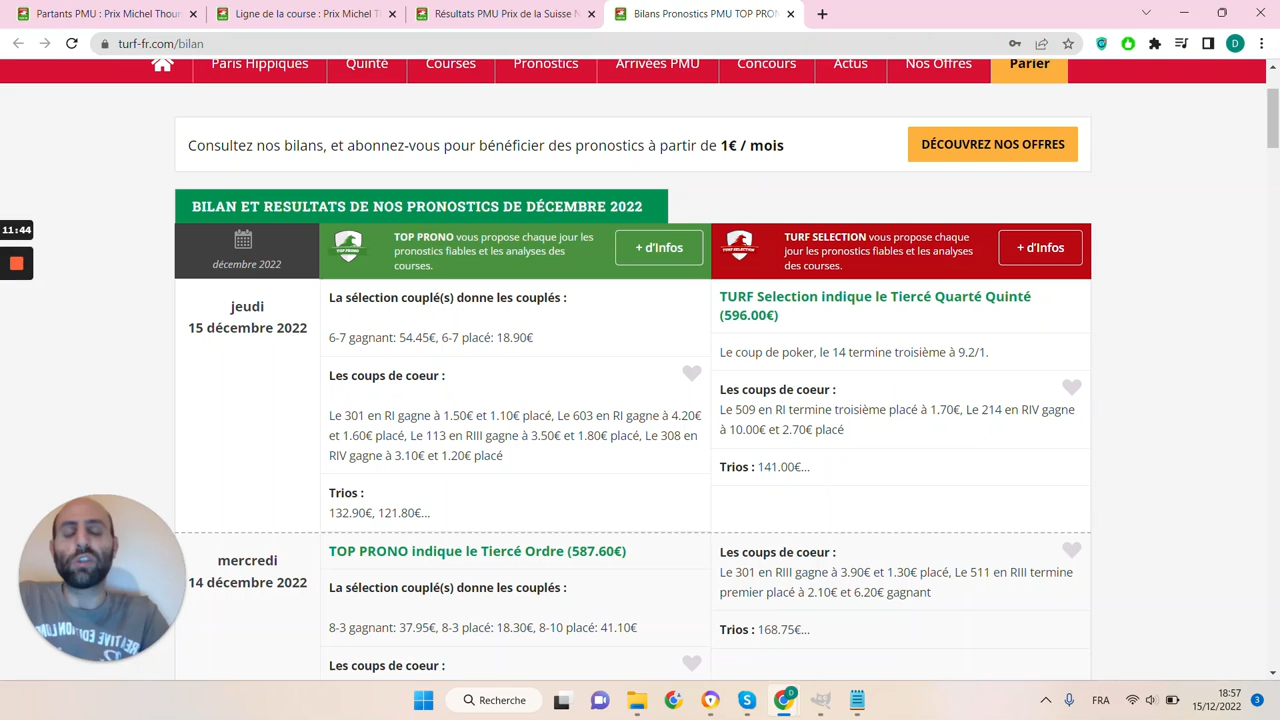 Partants PMU : Prix Michel Thour
Ligne de la course : Prix Michel T
Résultats PMU Prix de la Suisse N
Bilans Pronostics PMU TOP PRON
turf-fr.com/bilan
Paris Hippiques
Quinté
Courses
Pronostics
Arrivées PMU
Concours
Actus
Nos Offres
Parier
Consultez nos bilans, et abonnez-vous pour bénéficier des pronostics à partir de 1€ / mois
DÉCOUVREZ NOS OFFRES
BILAN ET RESULTATS DE NOS PRONOSTICS DE DÉCEMBRE 2022
11:44
décembre 2022
TOP PRONO
TOP PRONO vous propose chaque jour les
pronostics fiables et les analyses des
courses.
+ d'Infos
TURF SELECTION
TURF SELECTION vous propose chaque
jour les pronostics fiables et les analyses
des courses.
+ d'Infos
jeudi
15 décembre 2022
La sélection couplé(s) donne les couplés :
6-7 gagnant: 54.45€, 6-7 placé: 18.90€
Les coups de coeur :
Le 301 en RI gagne à 1.50€ et 1.10€ placé, Le 603 en RI gagne à 4.20€
et 1.60€ placé, Le 113 en RIII gagne à 3.50€ et 1.80€ placé, Le 308 en
RIV gagne à 3.10€ et 1.20€ placé
Trios :
132.90€, 121.80€...
TURF Selection indique le Tiercé Quarté Quinté
(596.00€)
Le coup de poker, le 14 termine troisième à 9.2/1.
Les coups de coeur :
Le 509 en RI termine troisième placé à 1.70€, Le 214 en RIV gagne
à 10.00€ et 2.70€ placé
Trios : 141.00€...
mercredi
14 décembre 2022
TOP PRONO indique le Tiercé Ordre (587.60€)
La sélection couplé(s) donne les couplés :
8-3 gagnant: 37.95€, 8-3 placé: 18.30€, 8-10 placé: 41.10€
Les coups de coeur :
Les coups de coeur :
Le 301 en RIII gagne à 3.90€ et 1.30€ placé, Le 511 en RIII termine
premier placé à 2.10€ et 6.20€ gagnant
Trios : 168.75€...
Recherche
FRA
18:57
15/12/2022
3
D
D